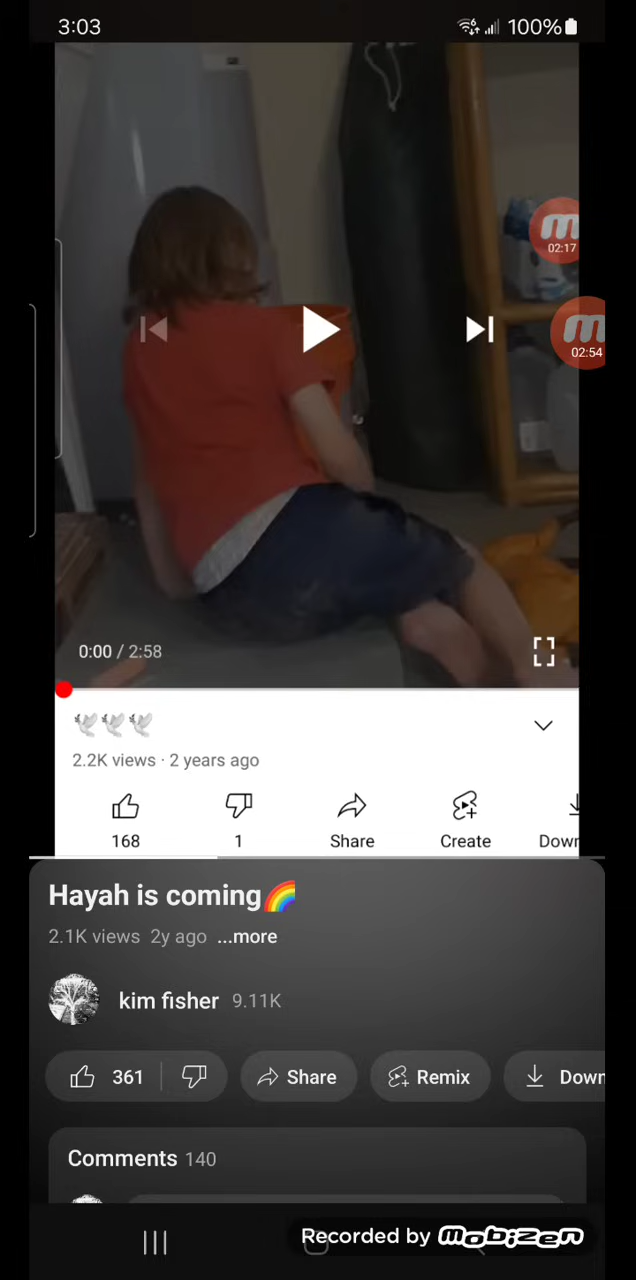 3:03
100%
02:17
02:54
0:00 / 2:58
🕊️🕊️🕊️
2.2K views · 2 years ago
168
1
Share
Create
Dowr
Hayah is coming🌈
2.1K views 2y ago ...more
kim fisher 9.11K
361
Share
Remix
Down
Comments 140
Recorded by Mobizen